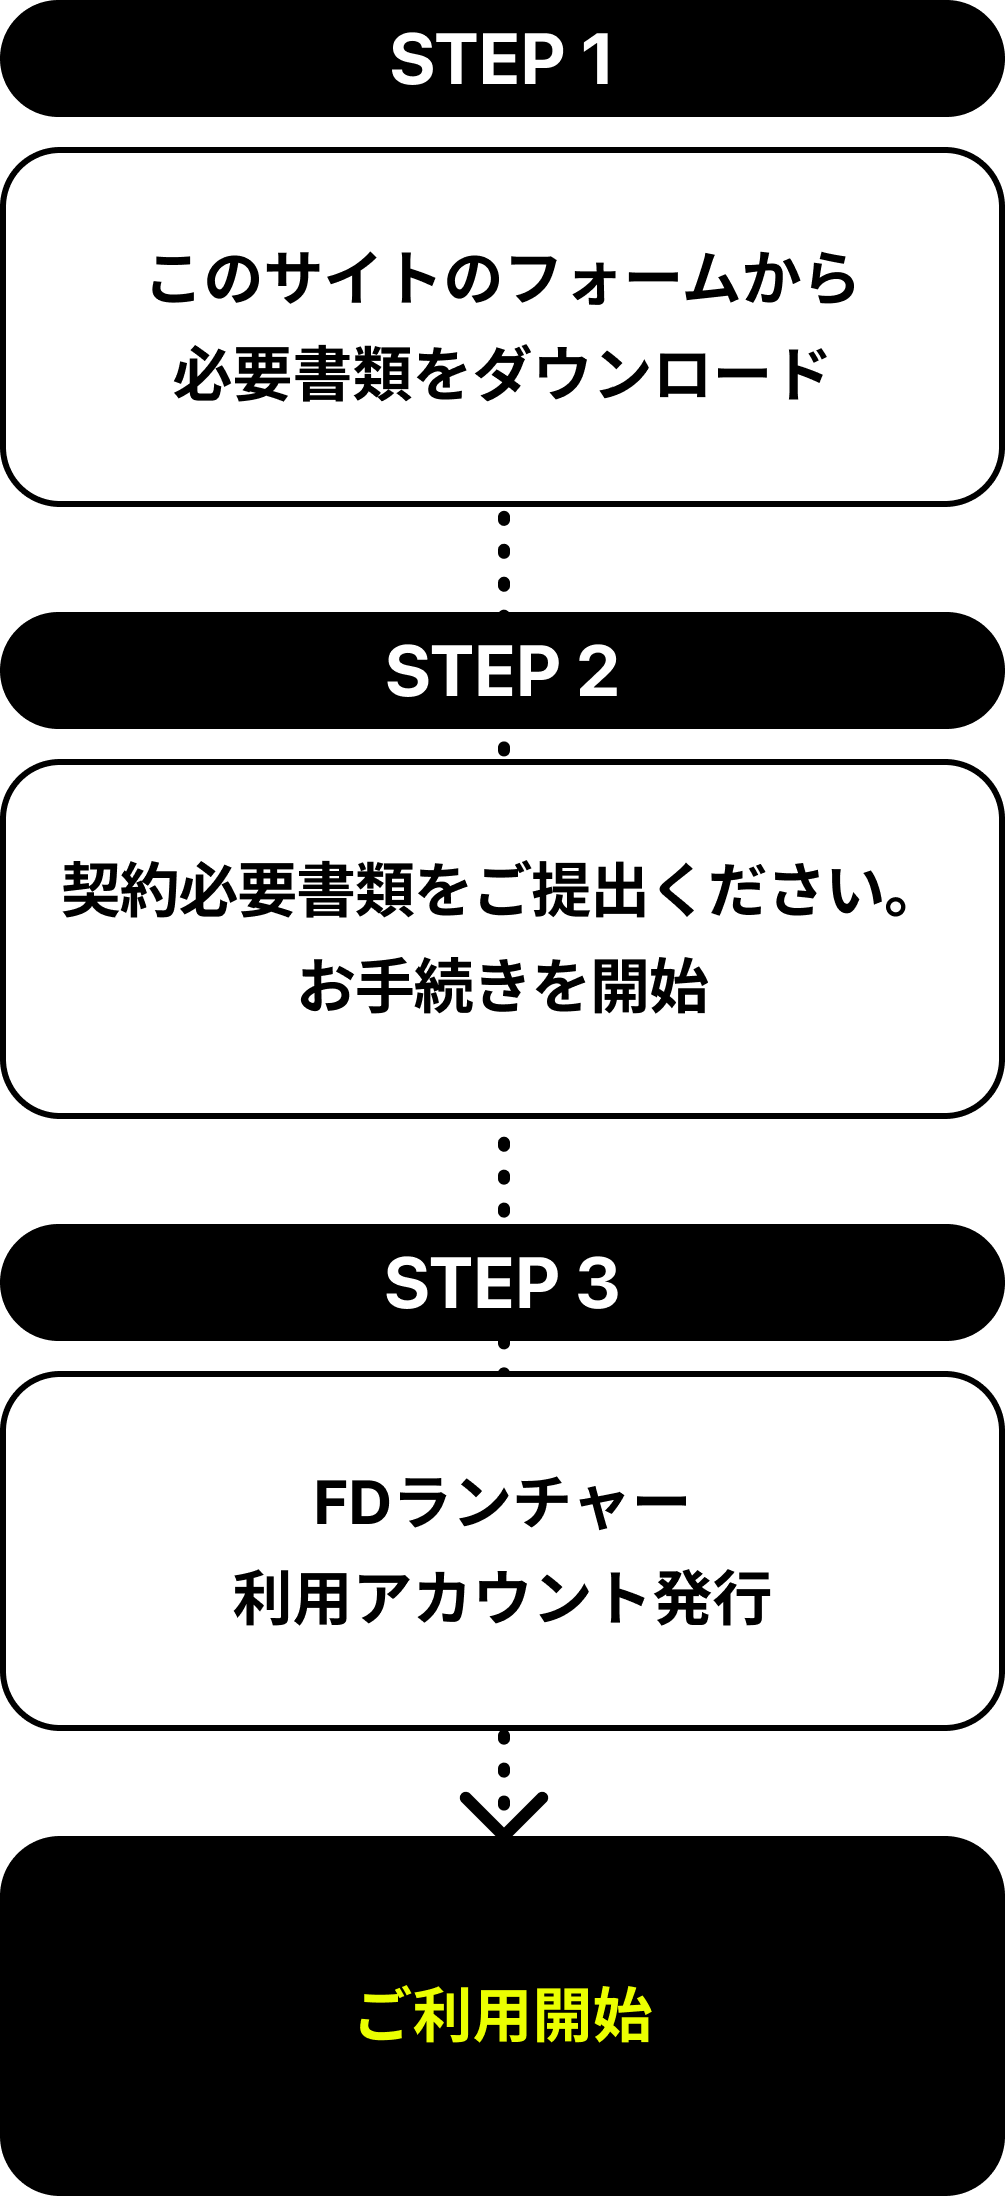 STEP 1
このサイトのフォームから
必要書類をダウンロード
STEP 2
契約必要書類をご提出ください。
お手続きを開始
STEP 3
FDランチャー
利用アカウント発行
ご利用開始